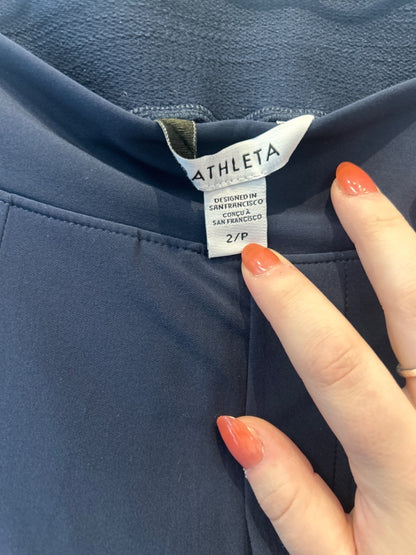 ATHLETA
DESIGNED IN
SAN FRANCISCO
CONÇU À
SAN FRANCISCO
2/P